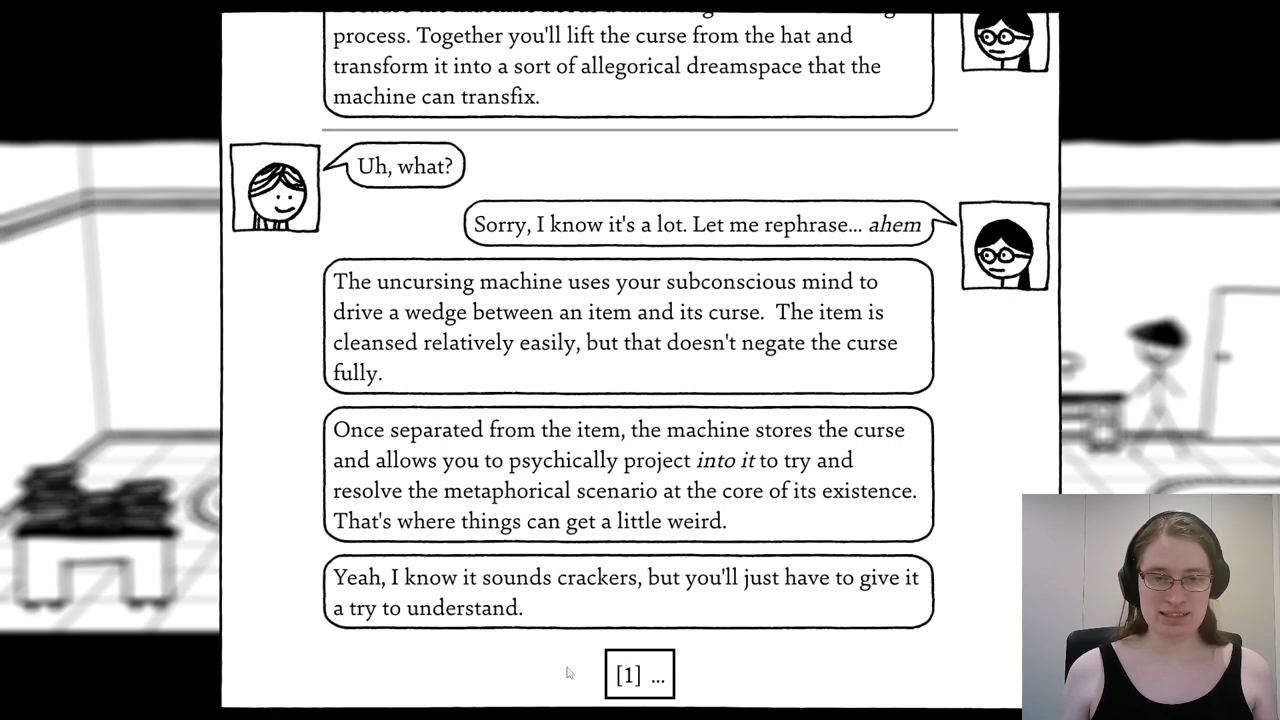 process. Together you'll lift the curse from the hat and
transform it into a sort of allegorical dreamspace that the
machine can transfix.
Uh, what?
Sorry, I know it's a lot. Let me rephrase... ahem
The uncursing machine uses your subconscious mind to
drive a wedge between an item and its curse.  The item is
cleansed relatively easily, but that doesn't negate the curse
fully.
Once separated from the item, the machine stores the curse
and allows you to psychically project into it to try and
resolve the metaphorical scenario at the core of its existence.
That's where things can get a little weird.
Yeah, I know it sounds crackers, but you'll just have to give it
a try to understand.
[1] ...